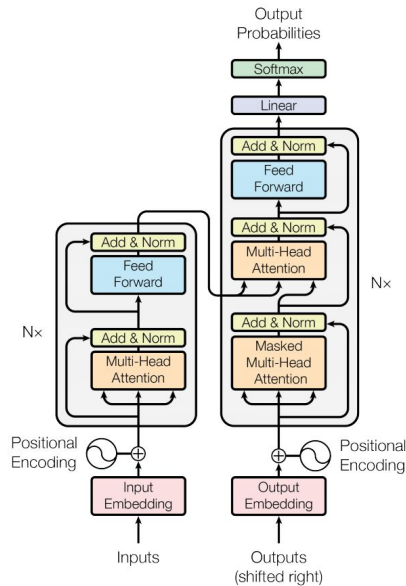 Output
Probabilities
Softmax
Linear
Add & Norm
Feed
Forward
Add & Norm
Multi-Head
Attention
Add & Norm
Masked
Multi-Head
Attention
N×
Add & Norm
Feed
Forward
Add & Norm
Multi-Head
Attention
N×
Positional
Encoding
Positional
Encoding
Input
Embedding
Output
Embedding
Inputs
Outputs
(shifted right)